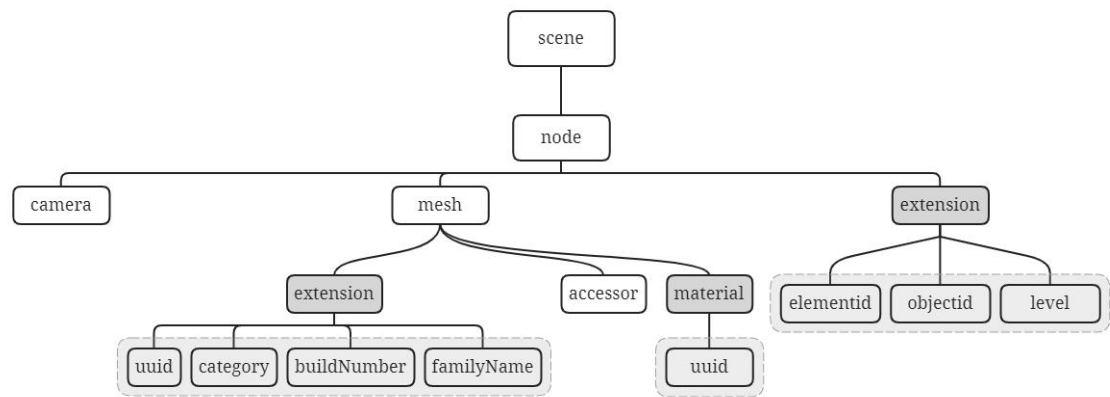 scene
node
camera
mesh
extension
extension
accessor
material
elementid
objectid
level
uuid
category
buildNumber
familyName
uuid